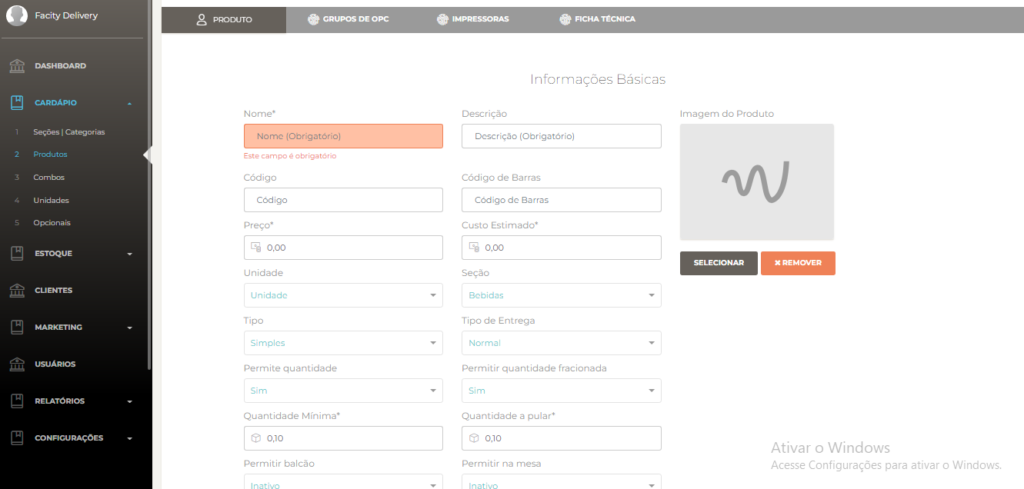 Facity Delivery
DASHBOARD
CARDÁPIO
1 Seções | Categorias
2 Produtos
3 Combos
4 Unidades
5 Opcionais
ESTOQUE
CLIENTES
MARKETING
USUÁRIOS
RELATÓRIOS
CONFIGURAÇÕES
PRODUTO GRUPOS DE OPC IMPRESSORAS FICHA TÉCNICA
Informações Básicas
Nome* Descrição Imagem do Produto
Nome (Obrigatório) Descrição (Obrigatório)
Este campo é obrigatório
Código Código de Barras
Código Código de Barras
Preço* Custo Estimado*
0,00 0,00
SELECIONAR ✖ REMOVER
Unidade Seção
Unidade Bebidas
Tipo Tipo de Entrega
Simples Normal
Permite quantidade Permitir quantidade fracionada
Sim Sim
Quantidade Mínima* Quantidade a pular*
0,10 0,10
Permitir balcão Permitir na mesa
Inativo Inativo
Ativar o Windows
Acesse Configurações para ativar o Windows.